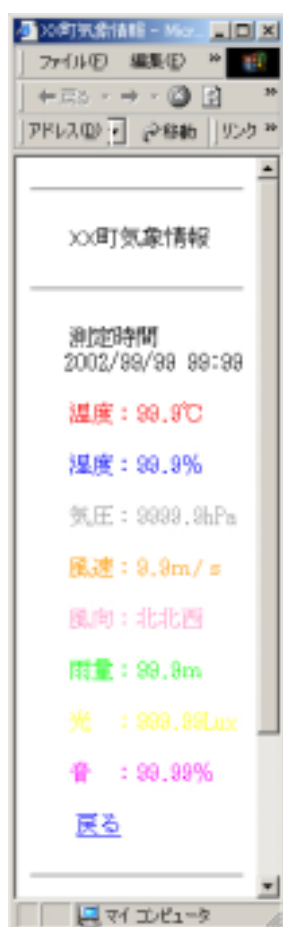 ××町気象情報 - Micr
ファイル(F) 編集(E) »
戻る »
アドレス(D) 移動 リンク »
××町気象情報
測定時間
2002/99/99 99:99
温度：99.9℃
湿度：99.9%
気圧：9999.9hPa
風速：9.9m/s
風向：北北西
雨量：99.9m
光　：999.99Lux
音　：99.99%
戻る
マイ コンピュータ